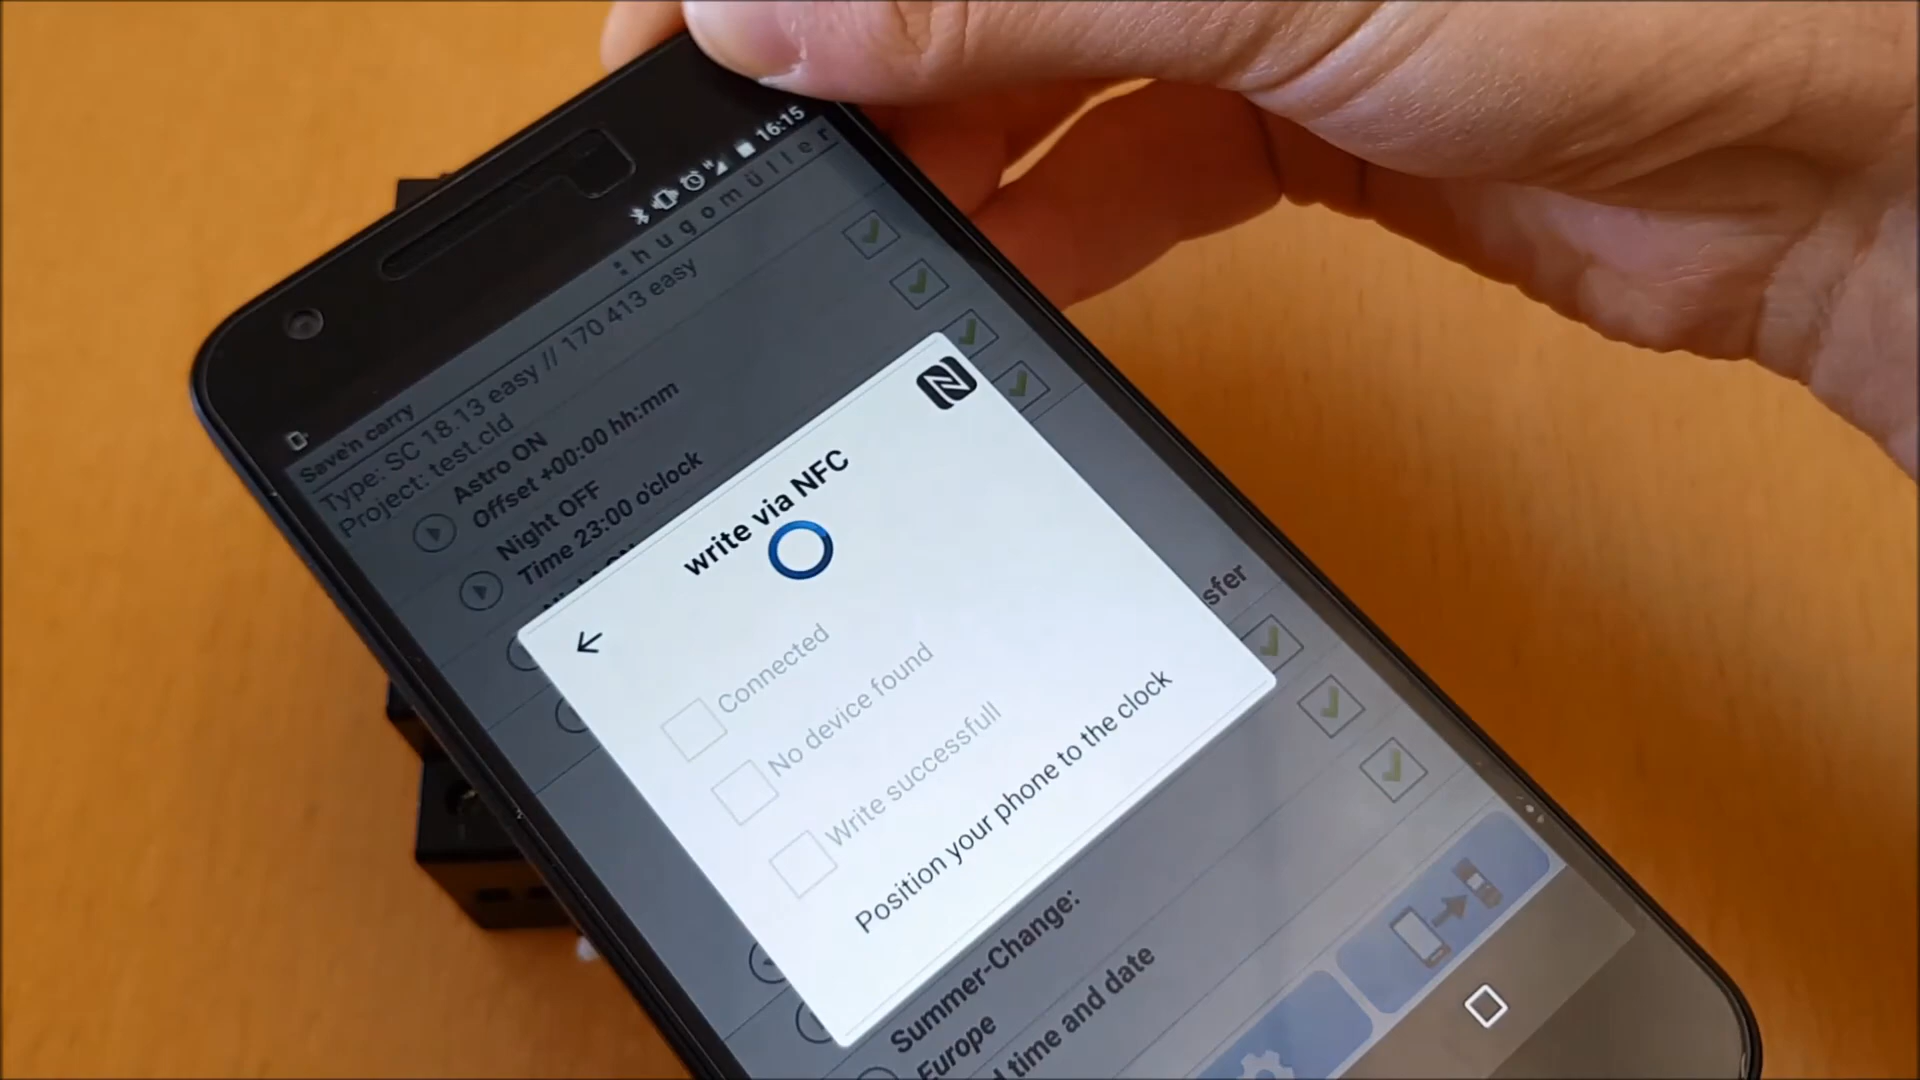 16:15
:hugomüller
Save'n carry
Type: SC 18.13 easy // 170 413 easy
Project: test.cld
Astro ON
Offset +00:00 hh:mm
Night OFF
Time 23:00 o'clock
write via NFC
Connected
No device found
Write successfull
Position your phone to the clock
sfer
Summer-Change:
Europe
time and date